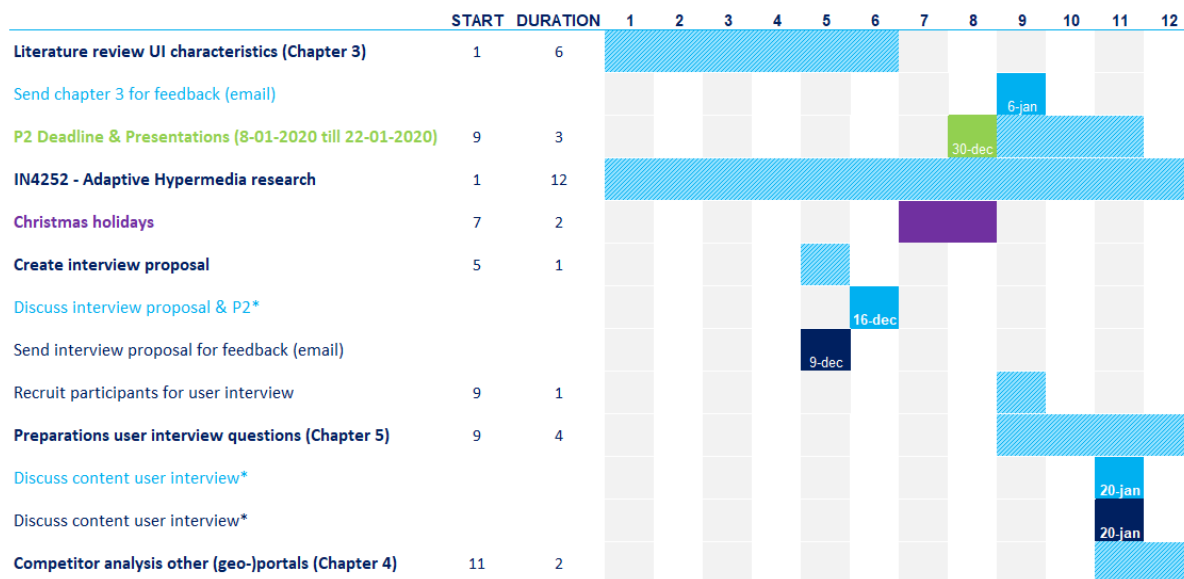 START DURATION 1 2 3 4 5 6 7 8 9 10 11 12
Literature review UI characteristics (Chapter 3) 1 6
Send chapter 3 for feedback (email) 6-jan
P2 Deadline & Presentations (8-01-2020 till 22-01-2020) 9 3 30-dec
IN4252 - Adaptive Hypermedia research 1 12
Christmas holidays 7 2
Create interview proposal 5 1
Discuss interview proposal & P2* 16-dec
Send interview proposal for feedback (email) 9-dec
Recruit participants for user interview 9 1
Preparations user interview questions (Chapter 5) 9 4
Discuss content user interview* 20-jan
Discuss content user interview* 20-jan
Competitor analysis other (geo-)portals (Chapter 4) 11 2